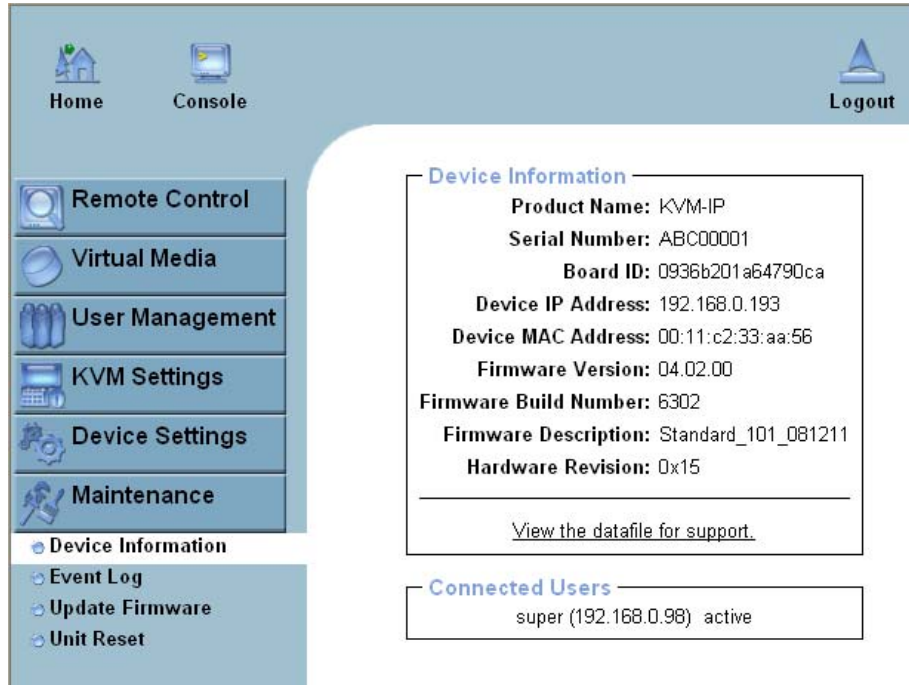 Home
Console
Logout
Remote Control
Virtual Media
User Management
KVM Settings
Device Settings
Maintenance
Device Information
Event Log
Update Firmware
Unit Reset
Device Information
Product Name: KVM-IP
Serial Number: ABC00001
Board ID: 0936b201a64790ca
Device IP Address: 192.168.0.193
Device MAC Address: 00:11:c2:33:aa:56
Firmware Version: 04.02.00
Firmware Build Number: 6302
Firmware Description: Standard_101_081211
Hardware Revision: 0x15
View the datafile for support.
Connected Users
super (192.168.0.98) active